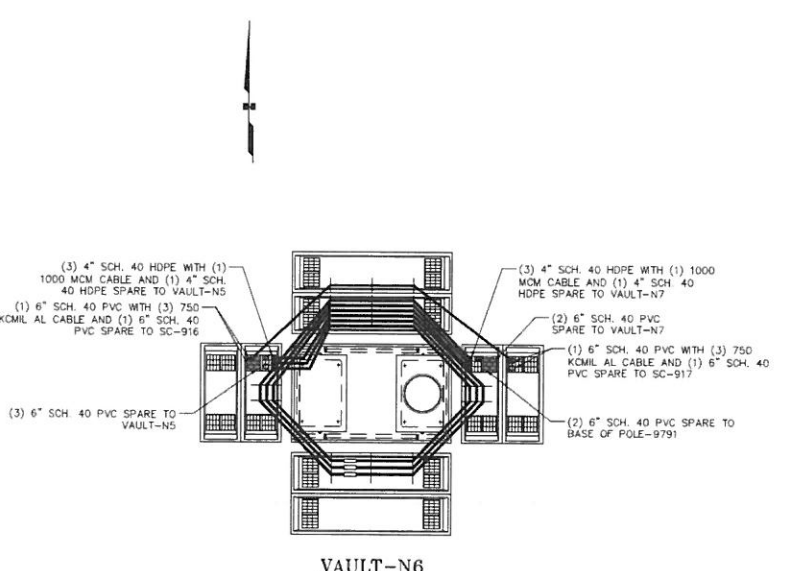 (3) 4" SCH. 40 HDPE WITH (1)
1000 MCM CABLE AND (1) 4" SCH.
40 HDPE SPARE TO VAULT-N5
(1) 6" SCH. 40 PVC WITH (3) 750
KCMIL AL CABLE AND (1) 6" SCH. 40
PVC SPARE TO SC-916
(3) 6" SCH. 40 PVC SPARE TO
VAULT-N5
(3) 4" SCH. 40 HDPE WITH (1) 1000
MCM CABLE AND (1) 4" SCH. 40
HDPE SPARE TO VAULT-N7
(2) 6" SCH. 40 PVC
SPARE TO VAULT-N7
(1) 6" SCH. 40 PVC WITH (3) 750
KCMIL AL CABLE AND (1) 6" SCH. 40
PVC SPARE TO SC-917
(2) 6" SCH. 40 PVC SPARE TO
BASE OF POLE-9791
VAULT-N6